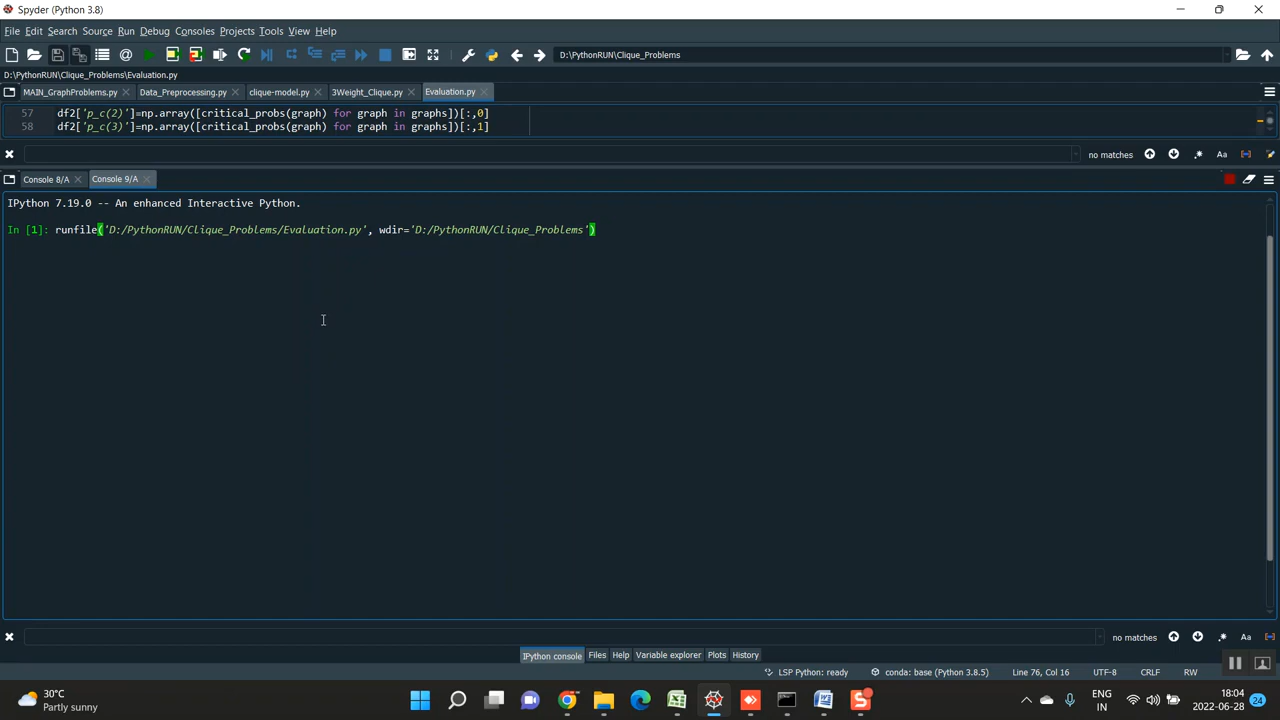 Spyder (Python 3.8)
File Edit Search Source Run Debug Consoles Projects Tools View Help
D:\PythonRUN\Clique_Problems
D:\PythonRUN\Clique_Problems\Evaluation.py
MAIN_GraphProblems.py Data_Preprocessing.py clique-model.py 3Weight_Clique.py Evaluation.py
57 df2['p_c(2)']=np.array([critical_probs(graph) for graph in graphs])[:,0]
58 df2['p_c(3)']=np.array([critical_probs(graph) for graph in graphs])[:,1]
no matches Aa
Console 8/A Console 9/A
IPython 7.19.0 -- An enhanced Interactive Python.
In [1]: runfile('D:/PythonRUN/Clique_Problems/Evaluation.py', wdir='D:/PythonRUN/Clique_Problems')
no matches Aa
IPython console Files Help Variable explorer Plots History
LSP Python: ready conda: base (Python 3.8.5) Line 76, Col 16 UTF-8 CRLF RW
30°C
Partly sunny
ENG
IN
18:04
2022-06-28
24